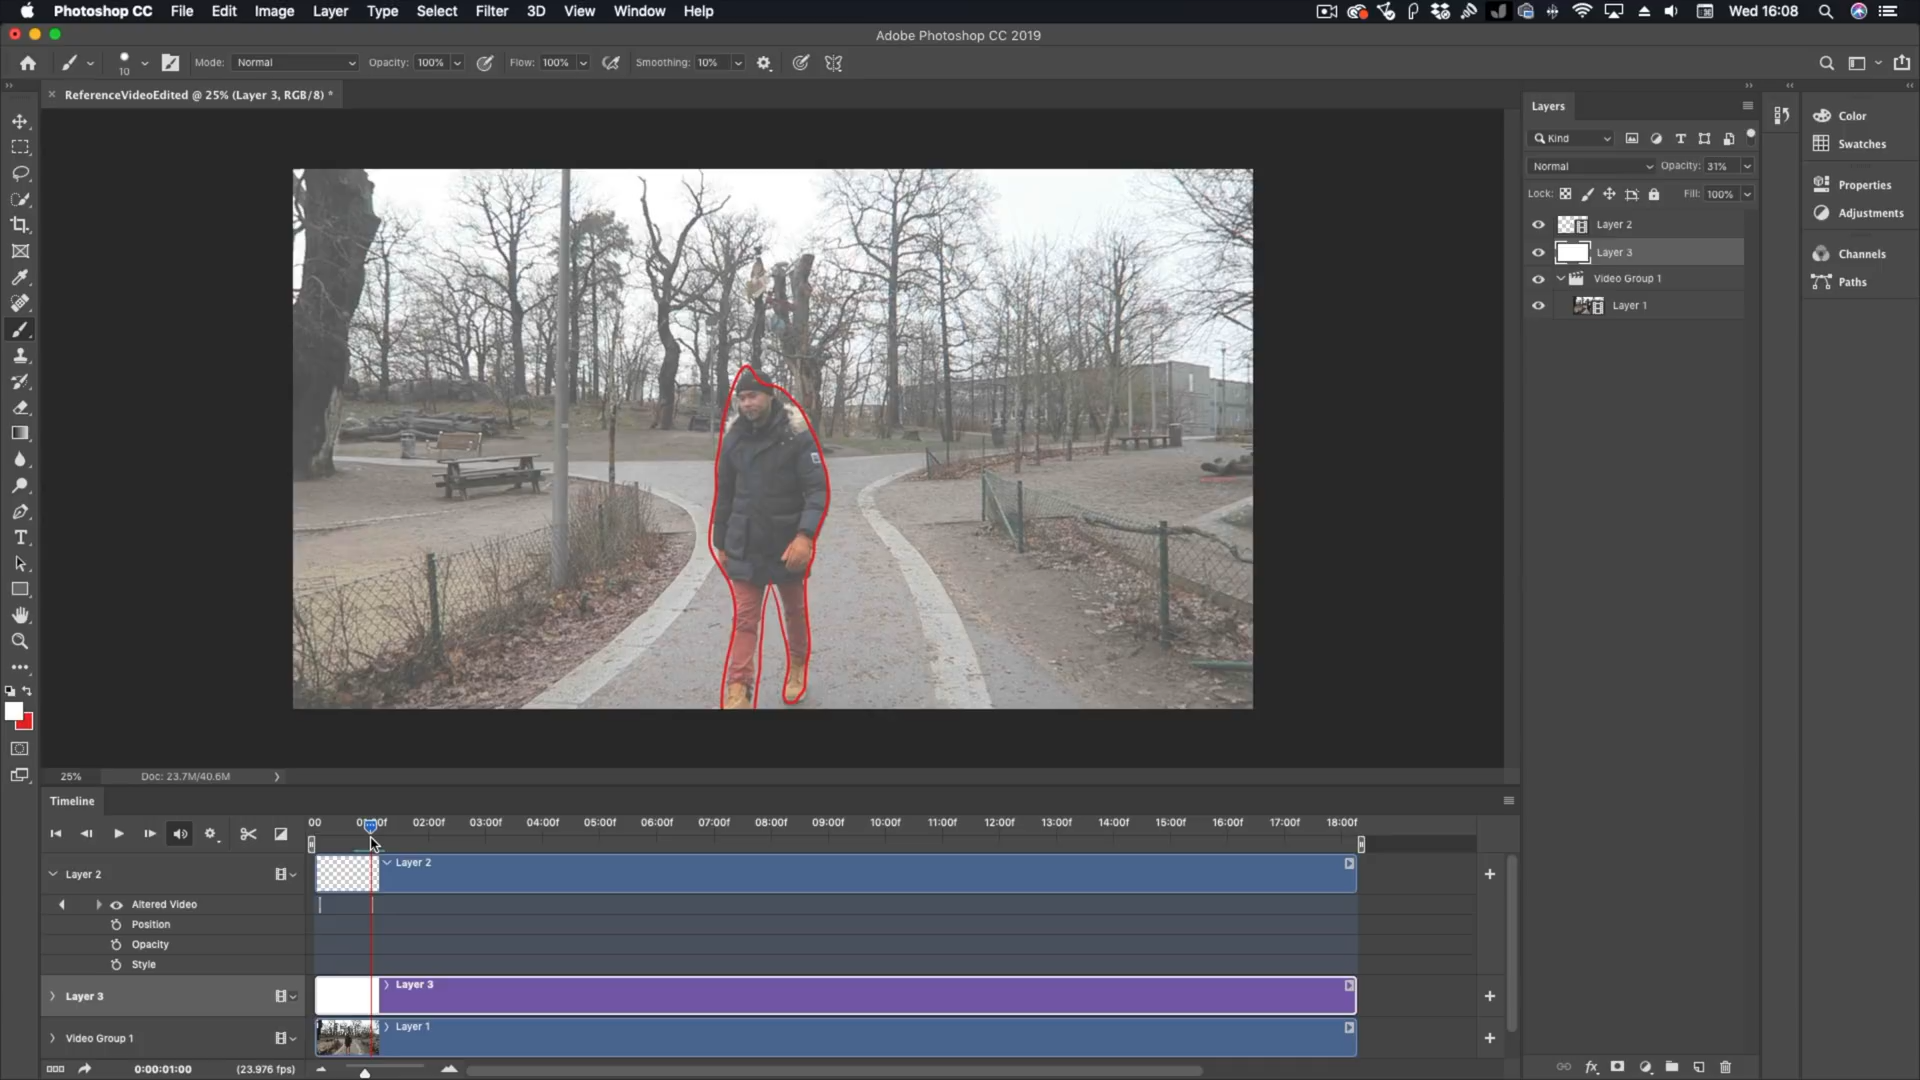 Photoshop CC File Edit Image Layer Type Select Filter 3D View Window Help Wed 16:08
Adobe Photoshop CC 2019
10 Mode: Normal Opacity: 100% Flow: 100% Smoothing: 10%
ReferenceVideoEdited @ 25% (Layer 3, RGB/8) *
Layers
Kind
Normal Opacity: 31%
Lock: Fill: 100%
Layer 2
Layer 3
Video Group 1
Layer 1
Color
Swatches
Properties
Adjustments
Channels
Paths
25% Doc: 23.7M/40.6M
Timeline
00 01:00f 02:00f 03:00f 04:00f 05:00f 06:00f 07:00f 08:00f 09:00f 10:00f 11:00f 12:00f 13:00f 14:00f 15:00f 16:00f 17:00f 18:00f
Layer 2 Layer 2
Altered Video
Position
Opacity
Style
Layer 3 Layer 3
Video Group 1 Layer 1
0:00:01:00 (23.976 fps)